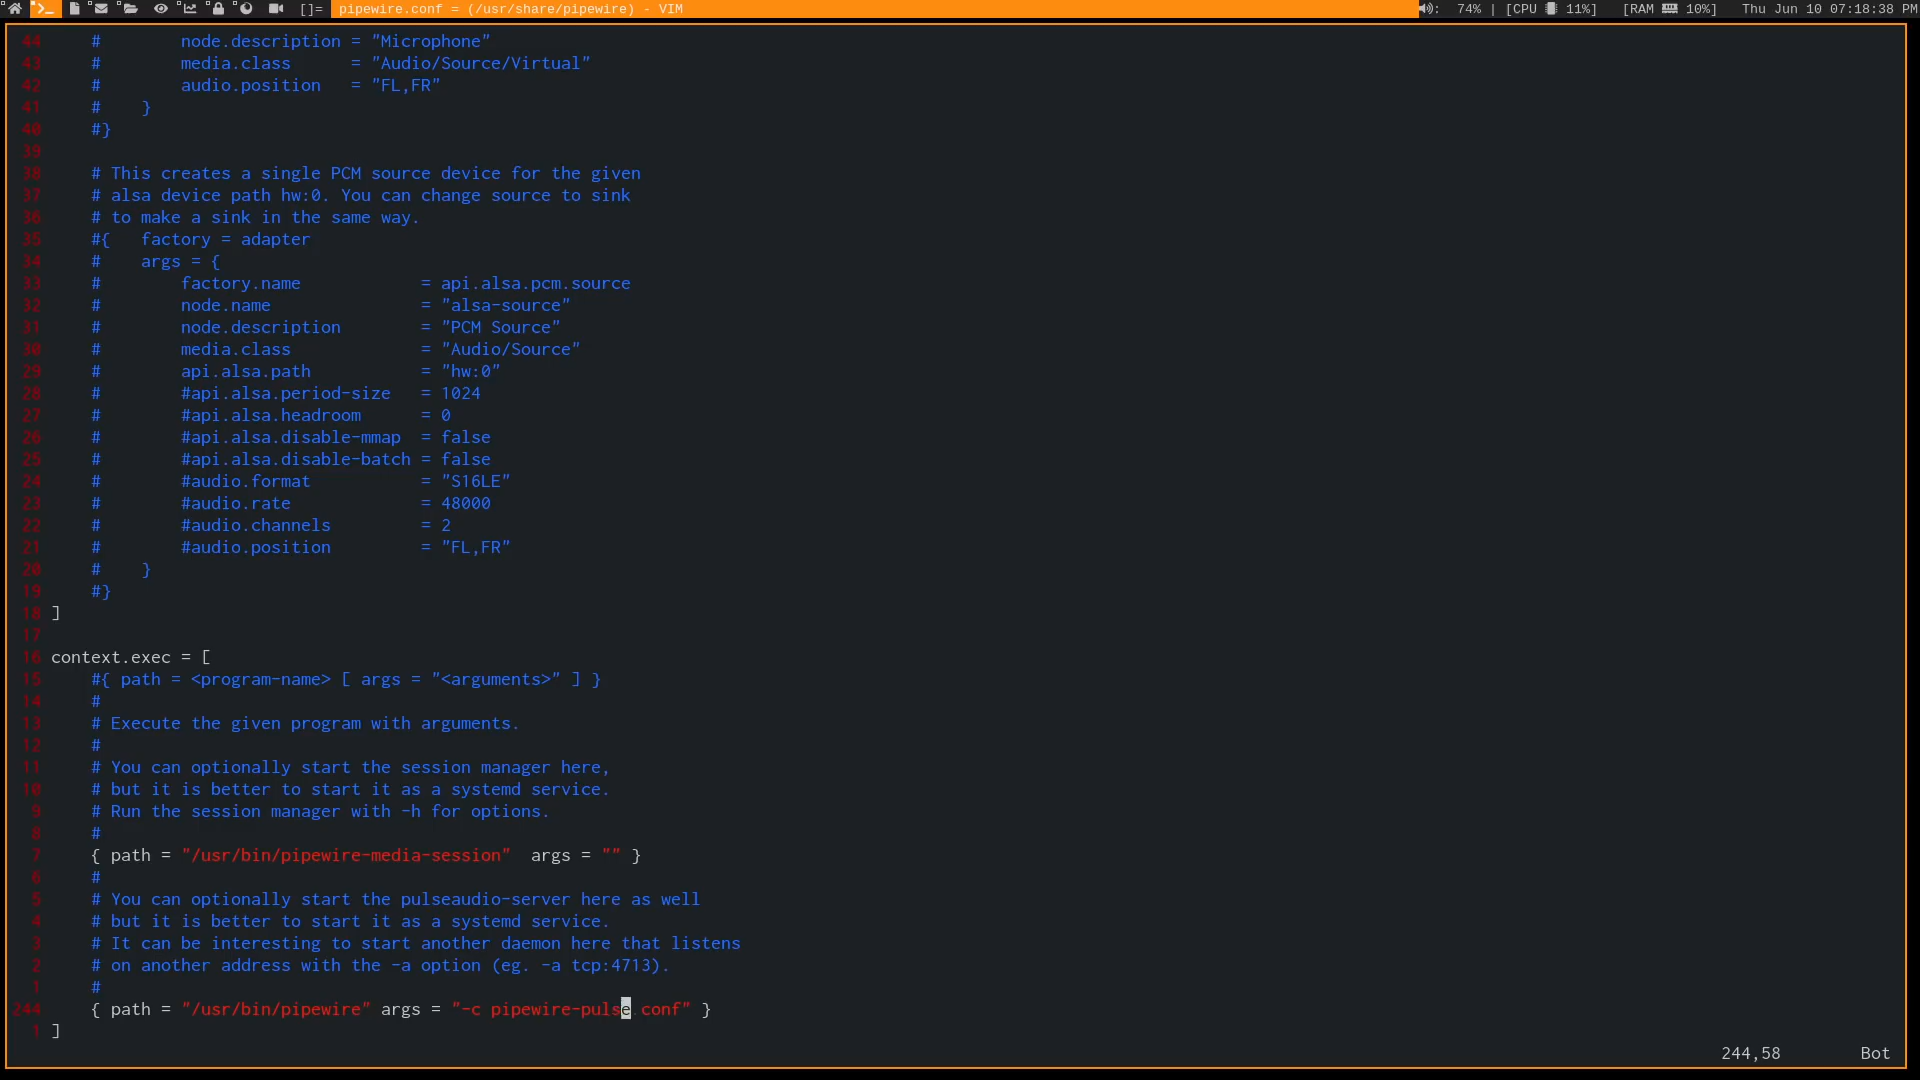 []= pipewire.conf = (/usr/share/pipewire) - VIM : 74% | [CPU 11%] [RAM 10%] Thu Jun 10 07:18:38 PM
44 # node.description = "Microphone"
43 # media.class = "Audio/Source/Virtual"
42 # audio.position = "FL,FR"
41 # }
40 #}
39
38 # This creates a single PCM source device for the given
37 # alsa device path hw:0. You can change source to sink
36 # to make a sink in the same way.
35 #{ factory = adapter
34 # args = {
33 # factory.name = api.alsa.pcm.source
32 # node.name = "alsa-source"
31 # node.description = "PCM Source"
30 # media.class = "Audio/Source"
29 # api.alsa.path = "hw:0"
28 # #api.alsa.period-size = 1024
27 # #api.alsa.headroom = 0
26 # #api.alsa.disable-mmap = false
25 # #api.alsa.disable-batch = false
24 # #audio.format = "S16LE"
23 # #audio.rate = 48000
22 # #audio.channels = 2
21 # #audio.position = "FL,FR"
20 # }
19 #}
18 ]
17
16 context.exec = [
15 #{ path = <program-name> [ args = "<arguments>" ] }
14 #
13 # Execute the given program with arguments.
12 #
11 # You can optionally start the session manager here,
10 # but it is better to start it as a systemd service.
9 # Run the session manager with -h for options.
8 #
7 { path = "/usr/bin/pipewire-media-session" args = "" }
6 #
5 # You can optionally start the pulseaudio-server here as well
4 # but it is better to start it as a systemd service.
3 # It can be interesting to start another daemon here that listens
2 # on another address with the -a option (eg. -a tcp:4713).
1 #
244 { path = "/usr/bin/pipewire" args = "-c pipewire-pulse.conf" }
1 ]
244,58 Bot